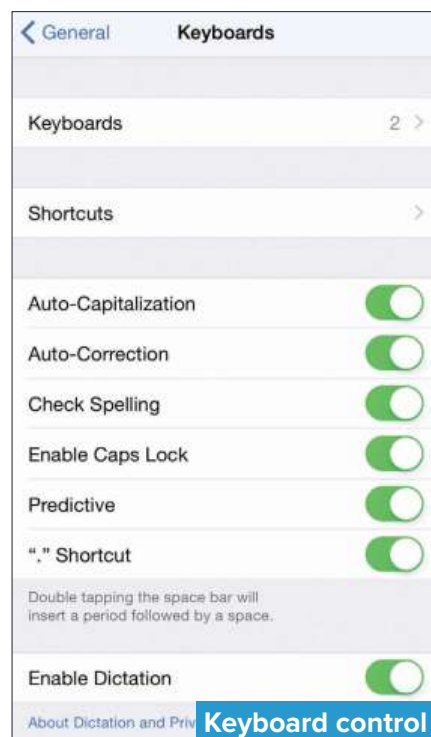 General Keyboards
Keyboards 2
Shortcuts
Auto-Capitalization
Auto-Correction
Check Spelling
Enable Caps Lock
Predictive
“.” Shortcut
Double tapping the space bar will
insert a period followed by a space.
Enable Dictation
About Dictation and
Keyboard control